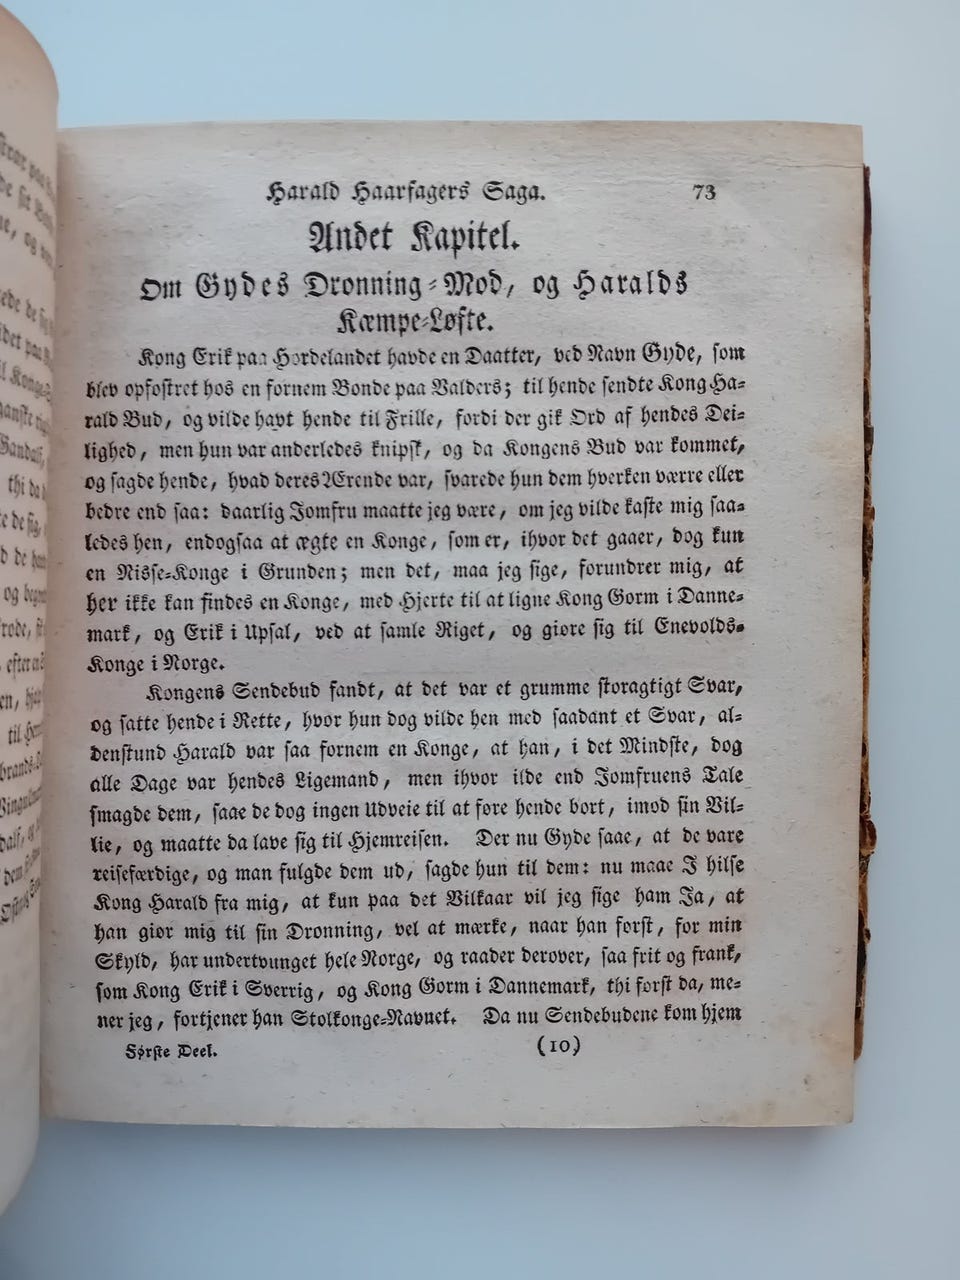 Harald Haarfagers Saga. 73
Andet Kapitel.
Om Gydes Dronning-Mod, og Haralds
Kæmpe-Løfte.
Kong Erik paa Hordelandet havde en Daatter, ved Navn Gyde, som
blev opfostret hos en fornem Bonde paa Valders; til hende sendte Kong Ha-
rald Bud, og vilde havt hende til Frille, fordi der gik Ord af hendes Dei-
lighed, men hun var anderledes knipsk, og da Kongens Bud var kommet,
og sagde hende, hvad deres Ærende var, svarede hun dem hverken værre eller
bedre end saa: daarlig Jomfru maatte jeg være, om jeg vilde kaste mig saa-
ledes hen, endogsaa at ægte en Konge, som er, ihvor det gaaer, dog kun
en Nisse-Konge i Grunden; men det, maa jeg sige, forundrer mig, at
her ikke kan findes en Konge, med Hjerte til at ligne Kong Gorm i Danne-
mark, og Erik i Upsal, ved at samle Riget, og giøre sig til Enevolds-
Konge i Norge.
Kongens Sendebud fandt, at det var et grumme storagtigt Svar,
og satte hende i Rette, hvor hun dog vilde hen med saadant et Svar, al-
denstund Harald var saa fornem en Konge, at han, i det Mindste, dog
alle Dage var hendes Ligemand, men ihvor ilde end Jomfruens Tale
smagde dem, saae de dog ingen Udveie til at føre hende bort, imod sin Vil-
lie, og maatte da lave sig til Hjemreisen. Der nu Gyde saae, at de vare
reisefærdige, og man fulgde dem ud, sagde hun til dem: nu maae I hilse
Kong Harald fra mig, at kun paa det Vilkaar vil jeg sige ham Ja, at
han giør mig til sin Dronning, vel at mærke, naar han først, for min
Skyld, har undertvunget hele Norge, og raader derover, saa frit og frank,
som Kong Erik i Sverrig, og Kong Gorm i Dannemark, thi først da, me-
ner jeg, fortjener han Stolkonge-Navnet. Da nu Sendebudene kom hjem
Første Deel. (10)